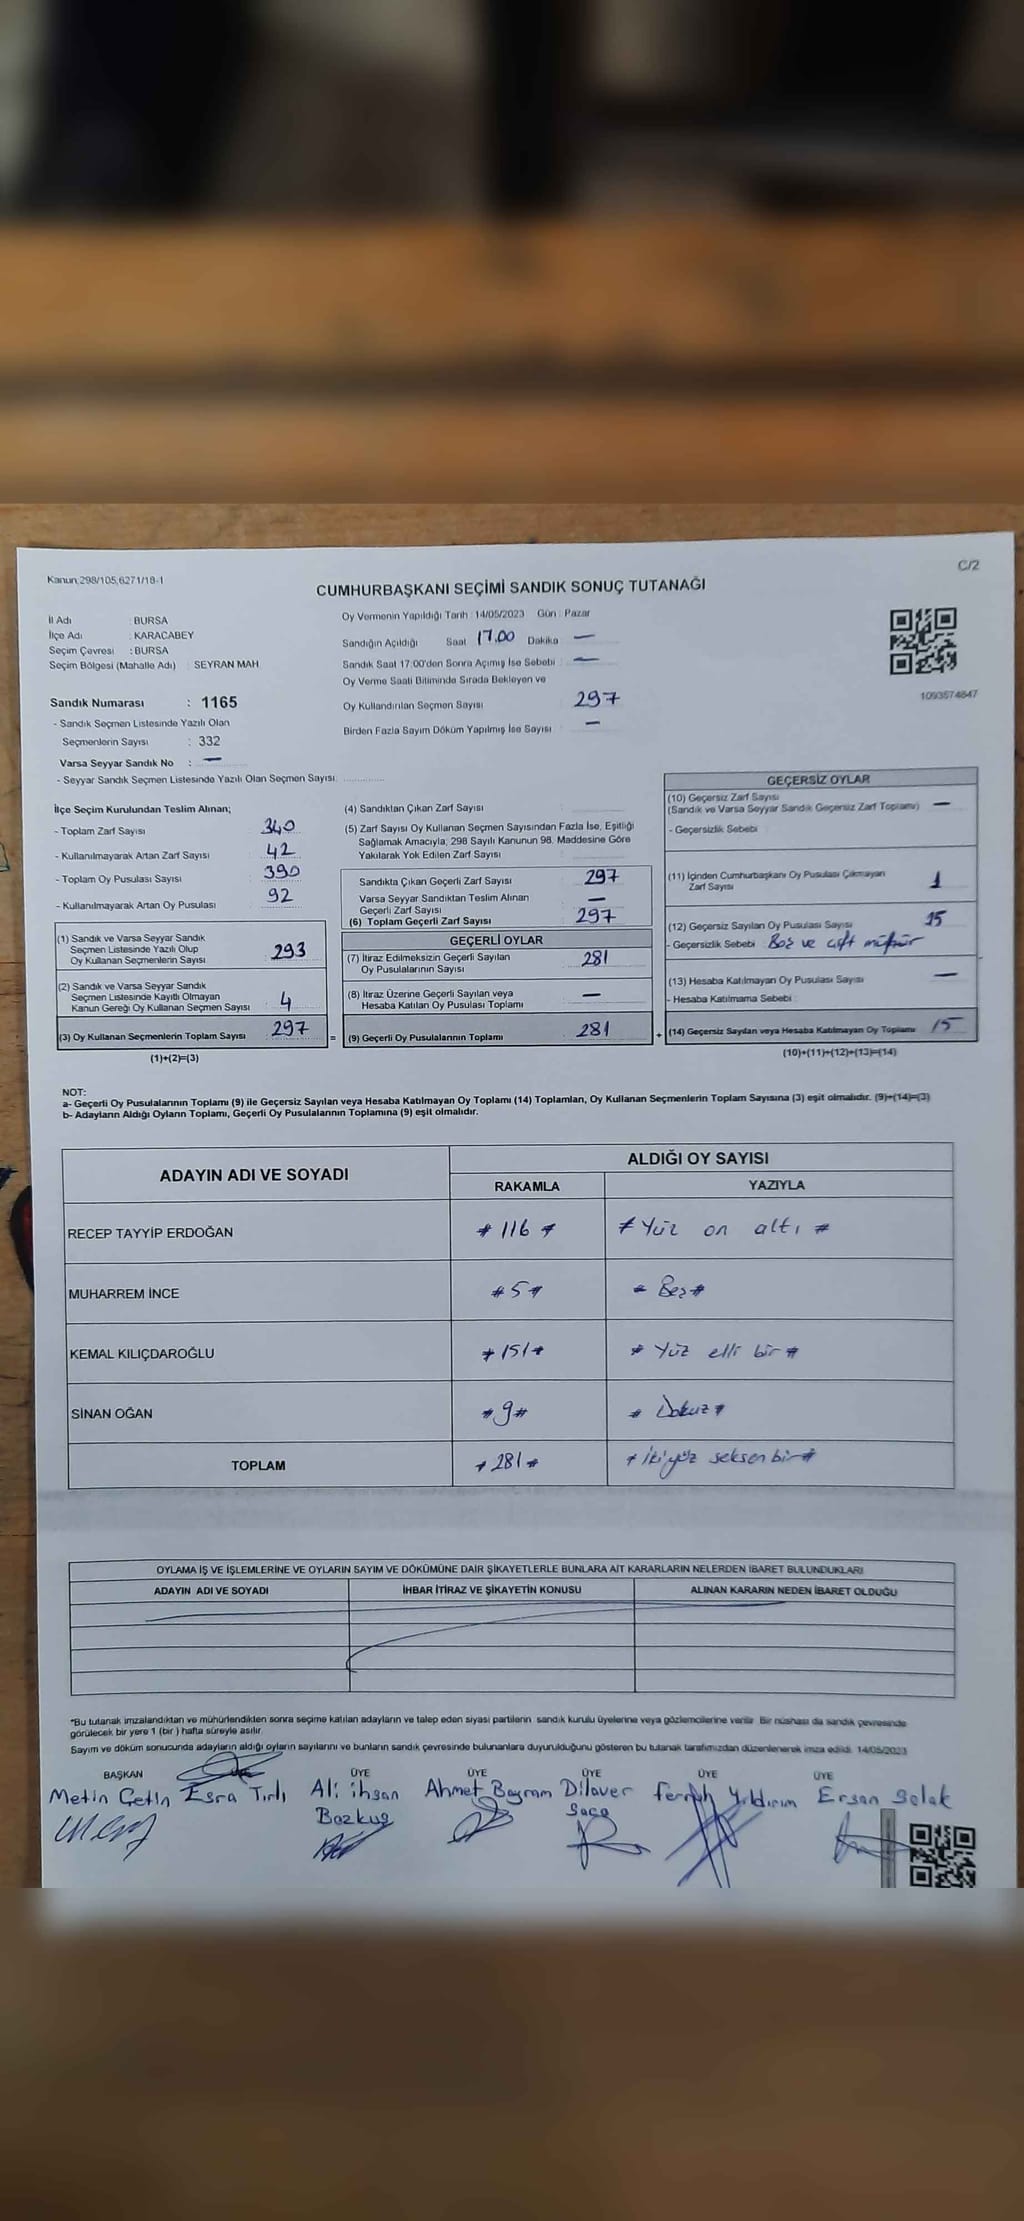 Kanun;298/105,6271/18-1
C/2
CUMHURBAŞKANI SEÇİMİ SANDIK SONUÇ TUTANAĞI
İl Adı : BURSA
İlçe Adı : KARACABEY
Seçim Çevresi : BURSA
Seçim Bölgesi (Mahalle Adı) : SEYRAN MAH
Sandık Numarası : 1165
- Sandık Seçmen Listesinde Yazılı Olan
Seçmenlerin Sayısı : 332
Varsa Seyyar Sandık No : —
- Seyyar Sandık Seçmen Listesinde Yazılı Olan Seçmen Sayısı: ............
Oy Vermenin Yapıldığı Tarih : 14/05/2023 Gün : Pazar
Sandığın Açıldığı Saat 17.00 Dakika —
Sandık Saat 17:00'den Sonra Açımış İse Sebebi : —
Oy Verme Saati Bitiminde Sırada Bekleyen ve
Oy Kullandırılan Seçmen Sayısı 297
Birden Fazla Sayım Döküm Yapılmış İse Sayısı : —
1093574847
İlçe Seçim Kurulundan Teslim Alınan;
- Toplam Zarf Sayısı 340
- Kullanılmayarak Artan Zarf Sayısı 42
- Toplam Oy Pusulası Sayısı 390
- Kullanılmayarak Artan Oy Pusulası 92
(1) Sandık ve Varsa Seyyar Sandık
Seçmen Listesinde Yazılı Olup
Oy Kullanan Seçmenlerin Sayısı 293
(2) Sandık ve Varsa Seyyar Sandık
Seçmen Listesinde Kayıtlı Olmayan
Kanun Gereği Oy Kullanan Seçmen Sayısı 4
(3) Oy Kullanan Seçmenlerin Toplam Sayısı 297
(1)+(2)=(3)
(4) Sandıktan Çıkan Zarf Sayısı
(5) Zarf Sayısı Oy Kullanan Seçmen Sayısından Fazla İse, Eşitliği
Sağlamak Amacıyla; 298 Sayılı Kanunun 98. Maddesine Göre
Yakılarak Yok Edilen Zarf Sayısı
Sandıkta Çıkan Geçerli Zarf Sayısı 297
Varsa Seyyar Sandıktan Teslim Alınan
Geçerli Zarf Sayısı —
(6) Toplam Geçerli Zarf Sayısı 297
GEÇERLİ OYLAR
(7) İtiraz Edilmeksizin Geçerli Sayılan
Oy Pusulalarının Sayısı 281
(8) İtiraz Üzerine Geçerli Sayılan veya
Hesaba Katılan Oy Pusulası Toplamı —
= (9) Geçerli Oy Pusulalarının Toplamı 281
GEÇERSİZ OYLAR
(10) Geçersiz Zarf Sayısı
(Sandık ve Varsa Seyyar Sandık Geçersiz Zarf Toplamı) —
- Geçersizlik Sebebi
(11) İçinden Cumhurbaşkanı Oy Pusulası Çıkmayan
Zarf Sayısı 1
(12) Geçersiz Sayılan Oy Pusulası Sayısı 15
- Geçersizlik Sebebi Boş ve çift mühür
(13) Hesaba Katılmayan Oy Pusulası Sayısı —
- Hesaba Katılmama Sebebi :
+ (14) Geçersiz Sayılan veya Hesaba Katılmayan Oy Toplamı 15
(10)+(11)+(12)+(13)=(14)
NOT:
a- Geçerli Oy Pusulalarının Toplamı (9) ile Geçersiz Sayılan veya Hesaba Katılmayan Oy Toplamı (14) Toplamları, Oy Kullanan Seçmenlerin Toplam Sayısına (3) eşit olmalıdır. (9)+(14)=(3)
b- Adayların Aldığı Oyların Toplamı, Geçerli Oy Pusulalarının Toplamına (9) eşit olmalıdır.
ADAYIN ADI VE SOYADI
ALDIĞI OY SAYISI
RAKAMLA YAZIYLA
RECEP TAYYİP ERDOĞAN # 116 # # Yüz on altı #
MUHARREM İNCE # 5 # # Beş #
KEMAL KILIÇDAROĞLU # 151 # # Yüz elli bir #
SİNAN OĞAN # 9 # # Dokuz #
TOPLAM # 281 # # İkiyüz seksen bir #
OYLAMA İŞ VE İŞLEMLERİNE VE OYLARIN SAYIM VE DÖKÜMÜNE DAİR ŞİKAYETLERLE BUNLARA AİT KARARLARIN NELERDEN İBARET BULUNDUKLARI
ADAYIN ADI VE SOYADI İHBAR İTİRAZ VE ŞİKAYETİN KONUSU ALINAN KARARIN NEDEN İBARET OLDUĞU
*Bu tutanak imzalandıktan ve mühürlendikten sonra seçime katılan adayların ve talep eden siyasi partilerin sandık kurulu üyelerine veya gözlemcilerine verilir. Bir nüshası da sandık çevresinde
görülecek bir yere 1 (bir ) hafta süreyle asılır.
Sayım ve döküm sonucunda adayların aldığı oyların sayılarını ve bunların sandık çevresinde bulunanlara duyurulduğunu gösteren bu tutanak tarafımızdan düzenlenerek imza edildi. 14/05/2023
BAŞKAN ÜYE ÜYE ÜYE ÜYE ÜYE
Metin Çetin Esra Tırlı Ali ihsan Ahmet Bayram Dilaver Yıldırım Ersan
Bozkuş